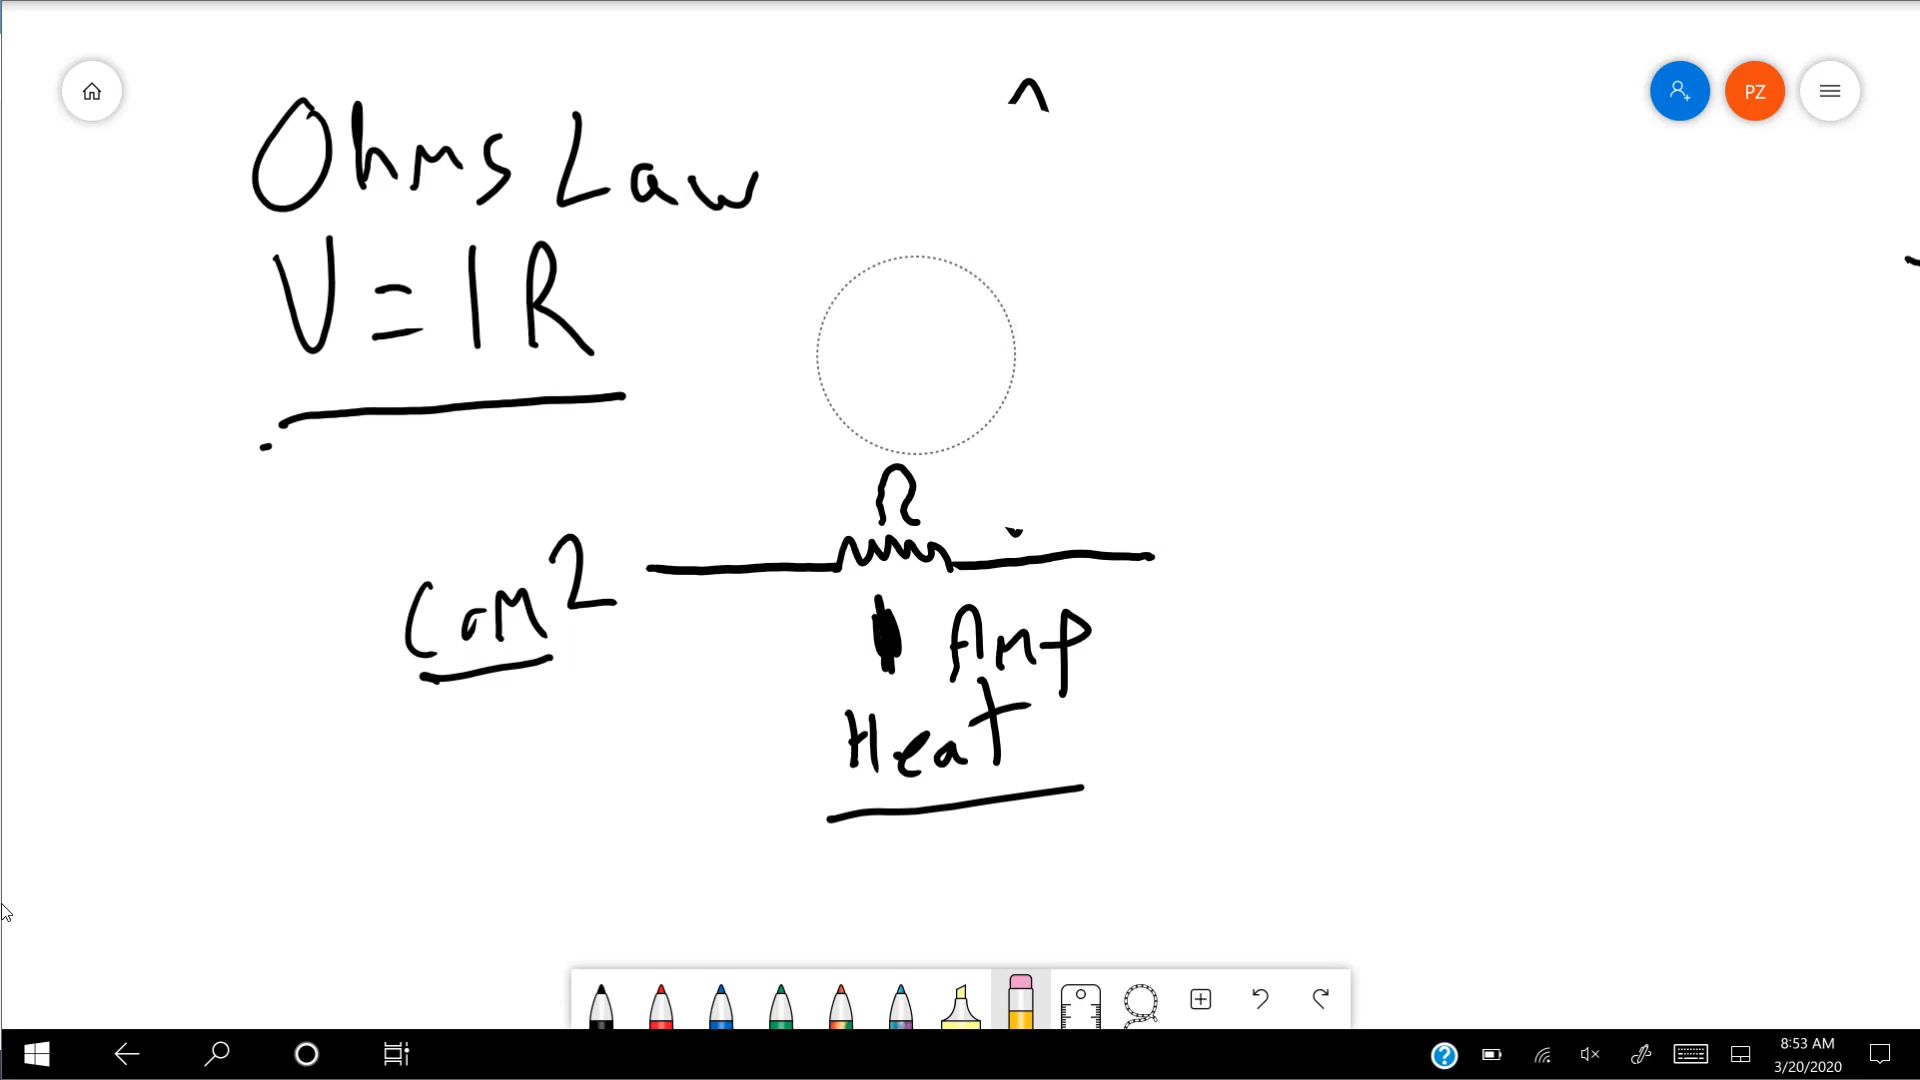 Ohms Law
PZ
V = I R
Ω
Com 2
Amp
Heat
8:53 AM
3/20/2020